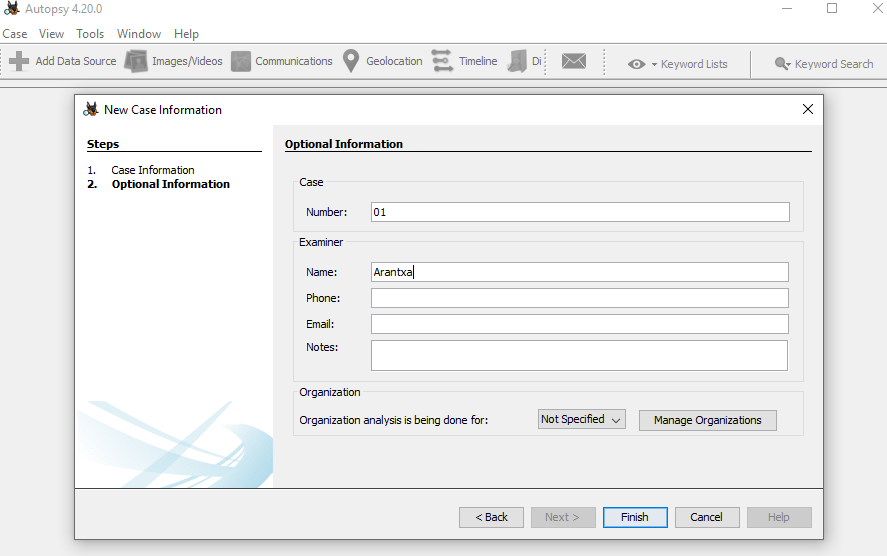 Autopsy 4.20.0
Case View Tools Window Help
Add Data Source Images/Videos Communications Geolocation Timeline Di Keyword Lists Keyword Search
New Case Information
Steps
1. Case Information
2. Optional Information
Optional Information
Case
Number: 01
Examiner
Name: Arantxa
Phone:
Email:
Notes:
Organization
Organization analysis is being done for: Not Specified Manage Organizations
< Back Next > Finish Cancel Help